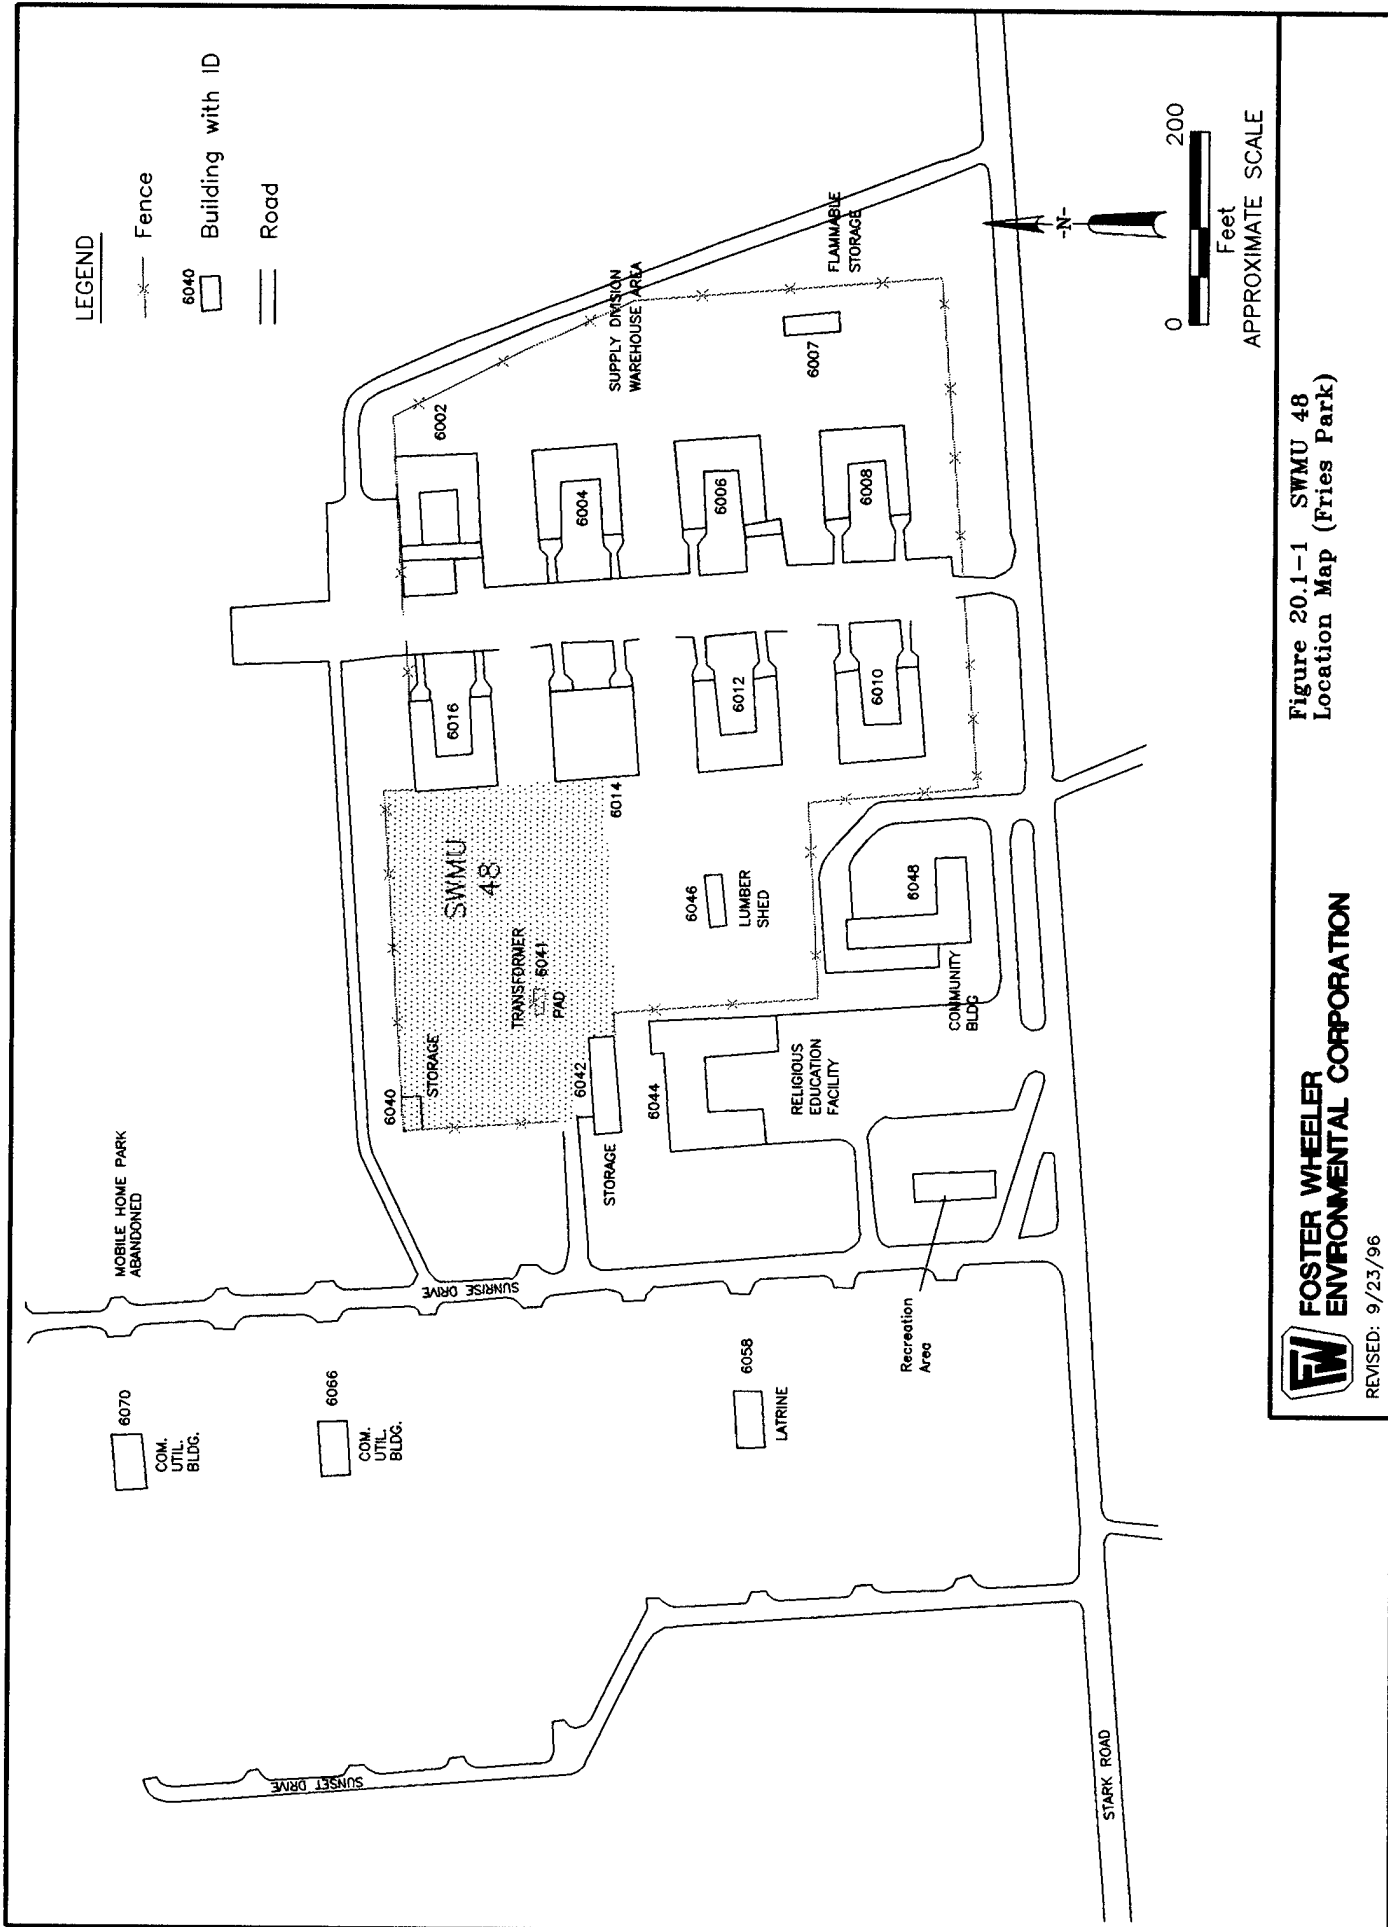 LEGEND
Fence
6040
Building with ID
Road
MOBILE HOME PARK
ABANDONED
6070
COM.
UTIL.
BLDG.
6066
COM.
UTIL.
BLDG.
6058
LATRINE
SUNRISE DRIVE
SUNSET DRIVE
STARK ROAD
6040
STORAGE
SWMU
48
TRANSFORMER
6041
PAD
6042
STORAGE
6044
RELIGIOUS
EDUCATION
FACILITY
6046
LUMBER
SHED
6048
COMMUNITY
BLDG
Recreation
Area
6016
6014
6012
6010
6002
6004
6006
6008
6007
SUPPLY DIVISION
WAREHOUSE AREA
FLAMMABLE
STORAGE
-N-
0 200
Feet
APPROXIMATE SCALE
FW
FOSTER WHEELER
ENVIRONMENTAL CORPORATION
REVISED: 9/23/96
Figure 20.1-1 SWMU 48
Location Map (Fries Park)